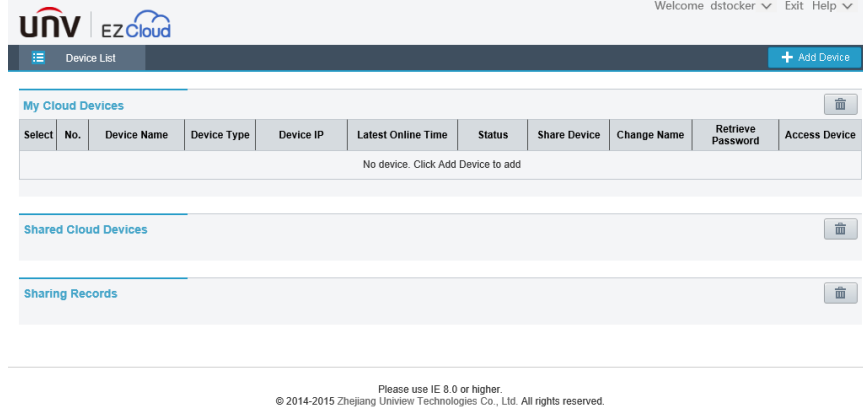 Welcome dstocker Exit Help
unv EZCloud
Device List
Add Device
My Cloud Devices
Select No. Device Name Device Type Device IP Latest Online Time Status Share Device Change Name Retrieve Password Access Device
No device. Click Add Device to add
Shared Cloud Devices
Sharing Records
Please use IE 8.0 or higher.
© 2014-2015 Zhejiang Uniview Technologies Co., Ltd. All rights reserved.